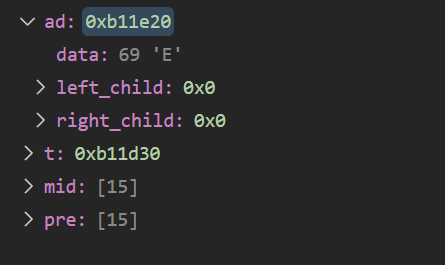 ad: 0xb11e20
data: 69 'E'
left_child: 0x0
right_child: 0x0
t: 0xb11d30
mid: [15]
pre: [15]